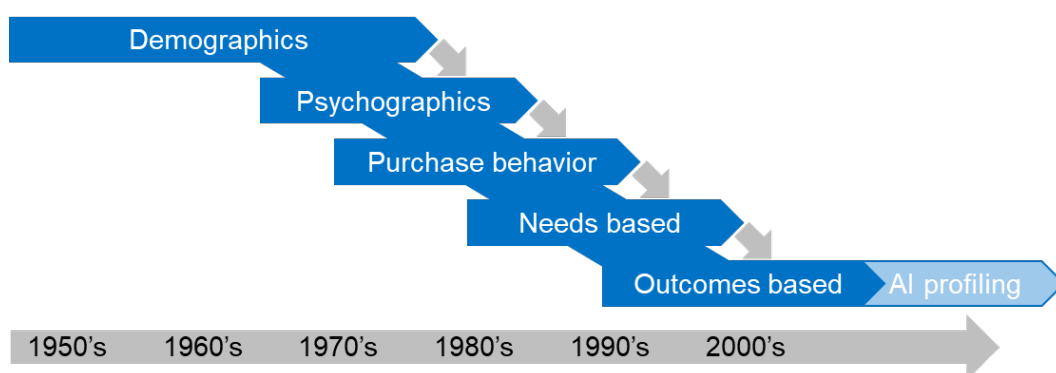 Demographics
Psychographics
Purchase behavior
Needs based
Outcomes based AI profiling
1950’s 1960’s 1970’s 1980’s 1990’s 2000’s